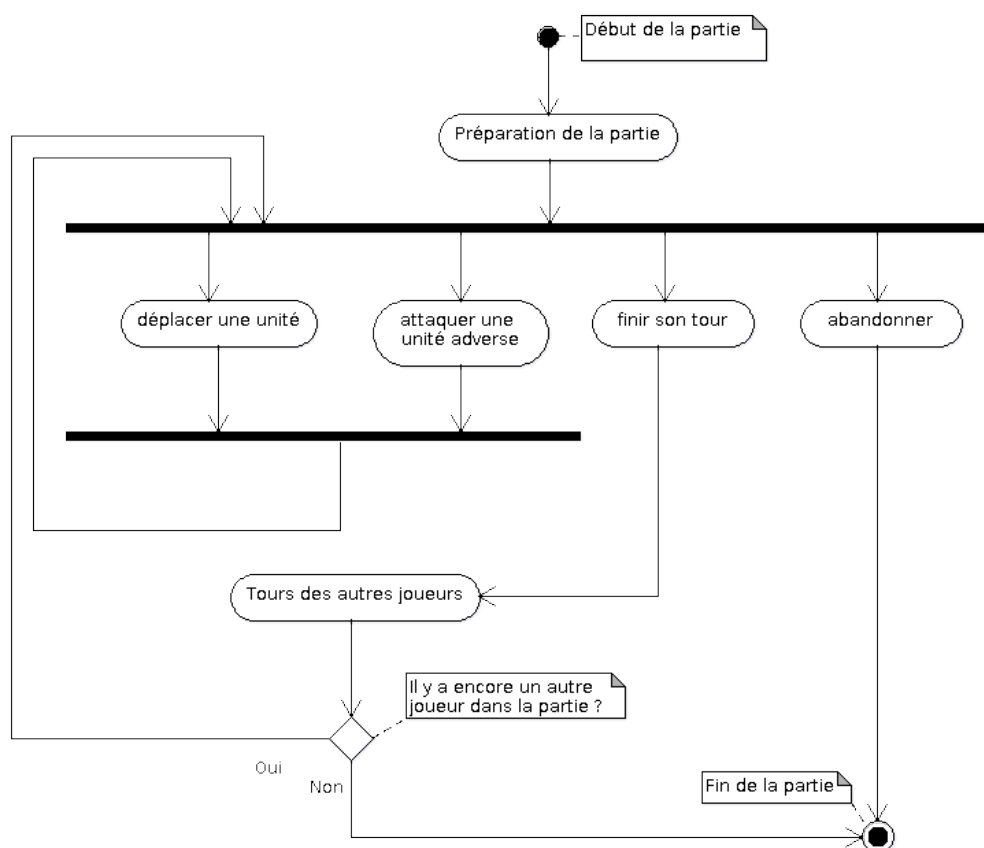 Début de la partie
Préparation de la partie
déplacer une unité
attaquer une
unité adverse
finir son tour
abandonner
Tours des autres joueurs
Il y a encore un autre
joueur dans la partie ?
Oui
Non
Fin de la partie